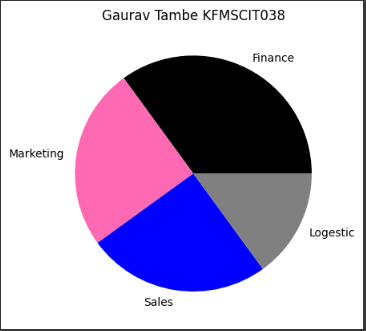 Gaurav Tambe KFMSCIT038
Finance
Marketing
Logestic
Sales